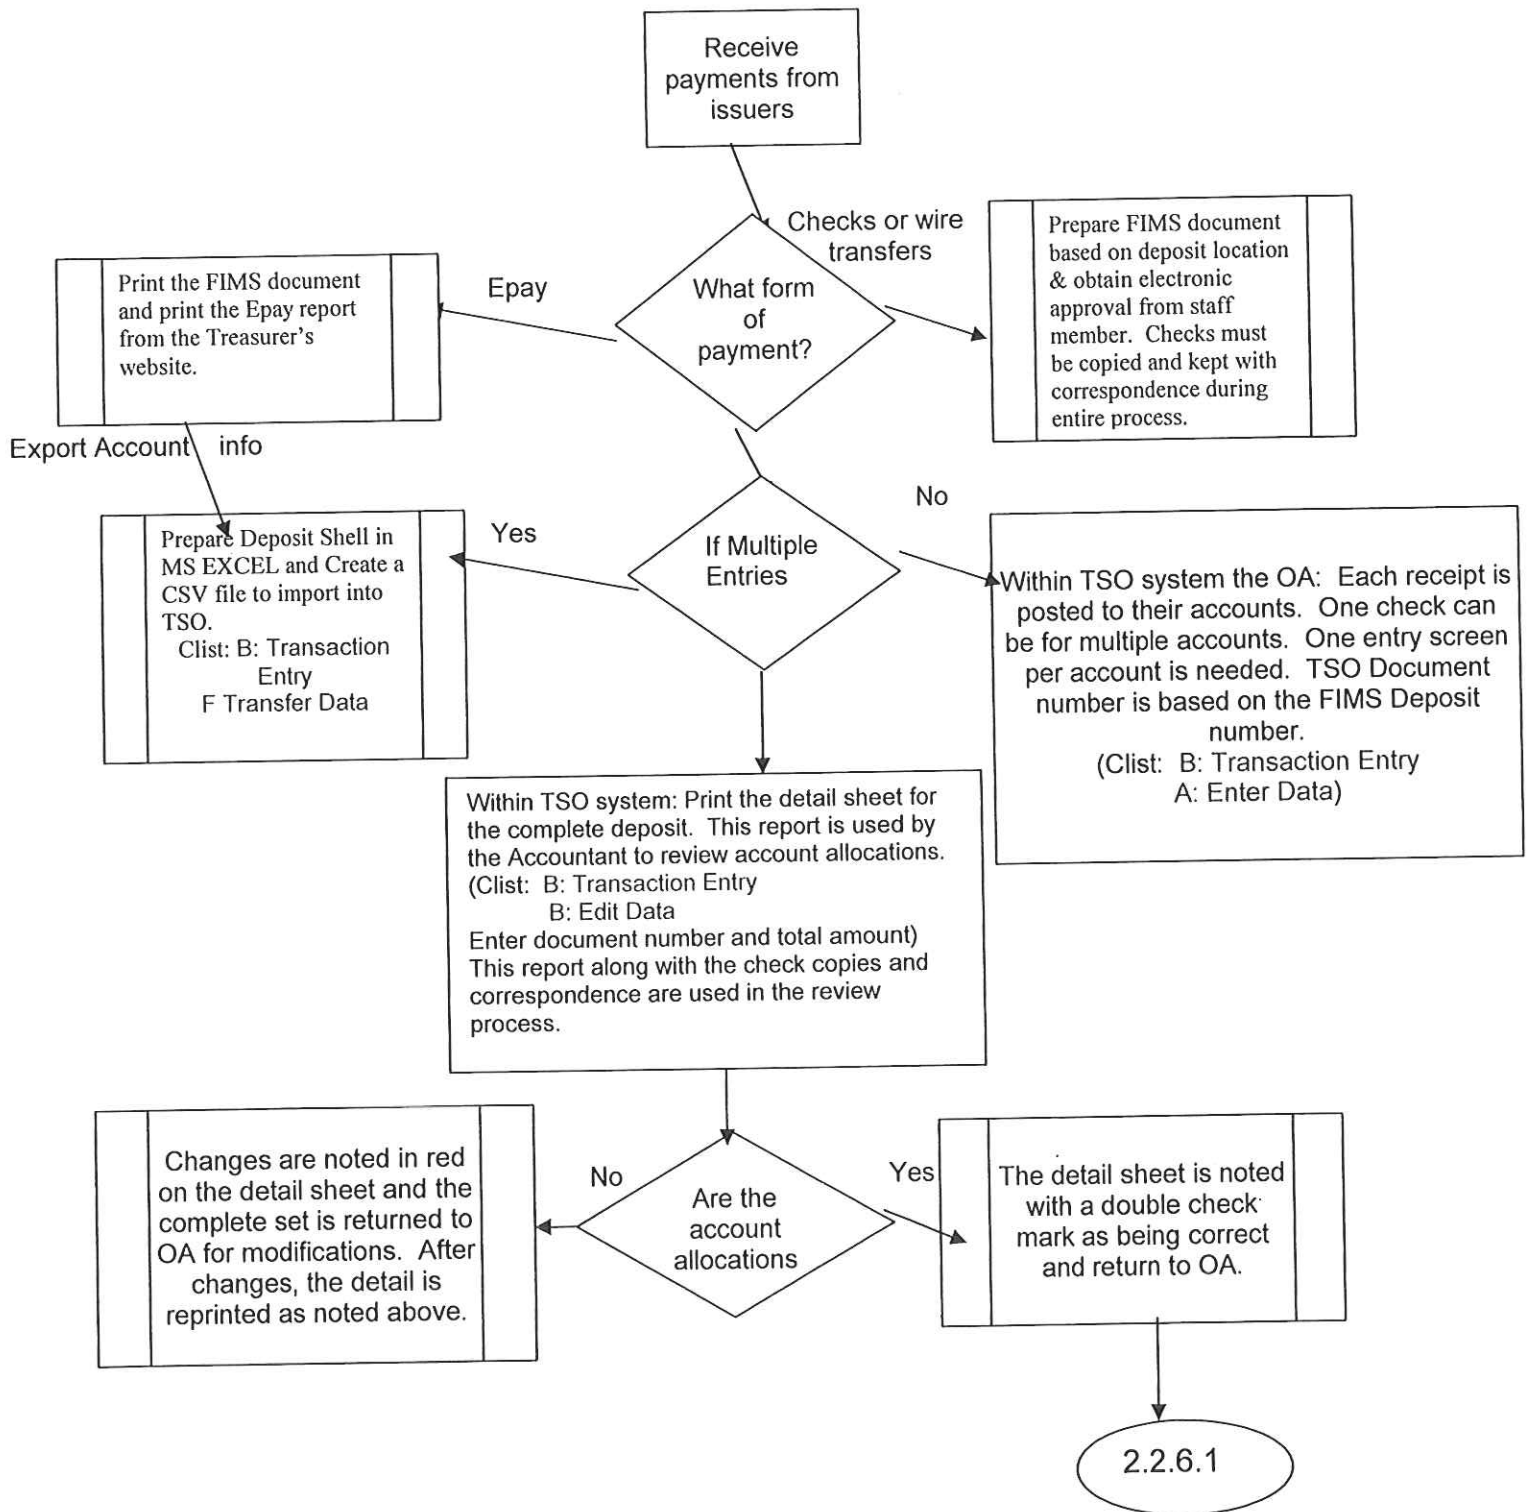 Receive
payments from
issuers
Checks or wire
transfers
What form
of
payment?
Epay
Print the FIMS document
and print the Epay report
from the Treasurer's
website.
Prepare FIMS document
based on deposit location
& obtain electronic
approval from staff
member. Checks must
be copied and kept with
correspondence during
entire process.
Export Account info
Prepare Deposit Shell in
MS EXCEL and Create a
CSV file to import into
TSO.
Clist: B: Transaction
Entry
F Transfer Data
Yes
If Multiple
Entries
No
Within TSO system the OA: Each receipt is
posted to their accounts. One check can
be for multiple accounts. One entry screen
per account is needed. TSO Document
number is based on the FIMS Deposit
number.
(Clist: B: Transaction Entry
A: Enter Data)
Within TSO system: Print the detail sheet for
the complete deposit. This report is used by
the Accountant to review account allocations.
(Clist: B: Transaction Entry
B: Edit Data
Enter document number and total amount)
This report along with the check copies and
correspondence are used in the review
process.
Changes are noted in red
on the detail sheet and the
complete set is returned to
OA for modifications. After
changes, the detail is
reprinted as noted above.
No
Are the
account
allocations
Yes
The detail sheet is noted
with a double check
mark as being correct
and return to OA.
2.2.6.1